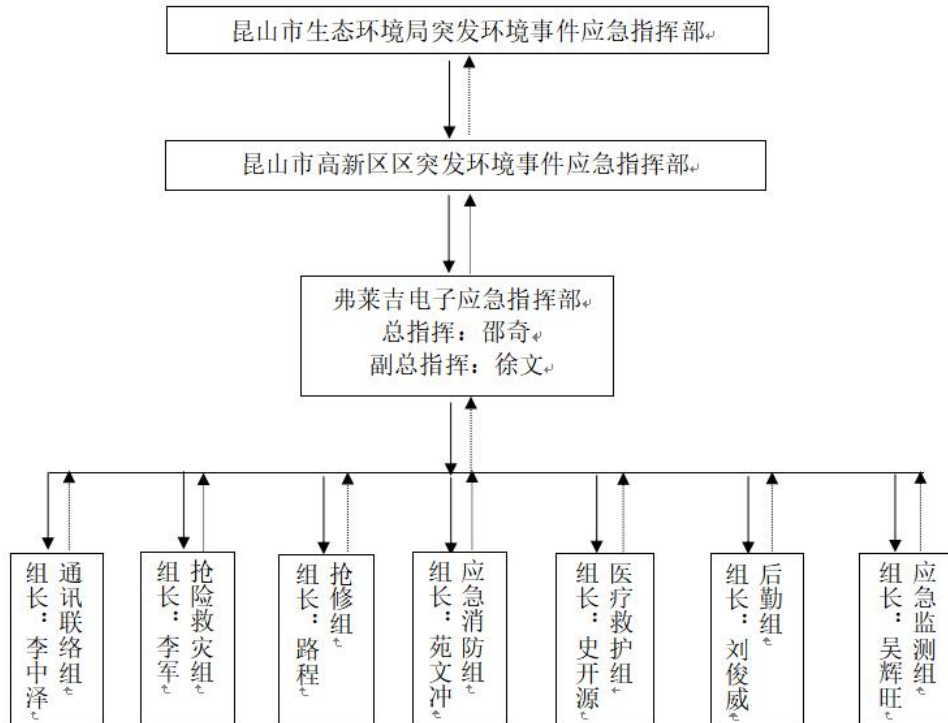 昆山市生态环境局突发环境事件应急指挥部
昆山市高新区区突发环境事件应急指挥部
弗莱吉电子应急指挥部
总指挥：邵奇
副总指挥：徐文
通讯联络组
组长：李中泽
抢险救灾组
组长：李军
抢修组
组长：路程
应急消防组
组长：苑文冲
医疗救护组
组长：史开源
后勤组
组长：刘俊威
应急监测组
组长：吴辉旺